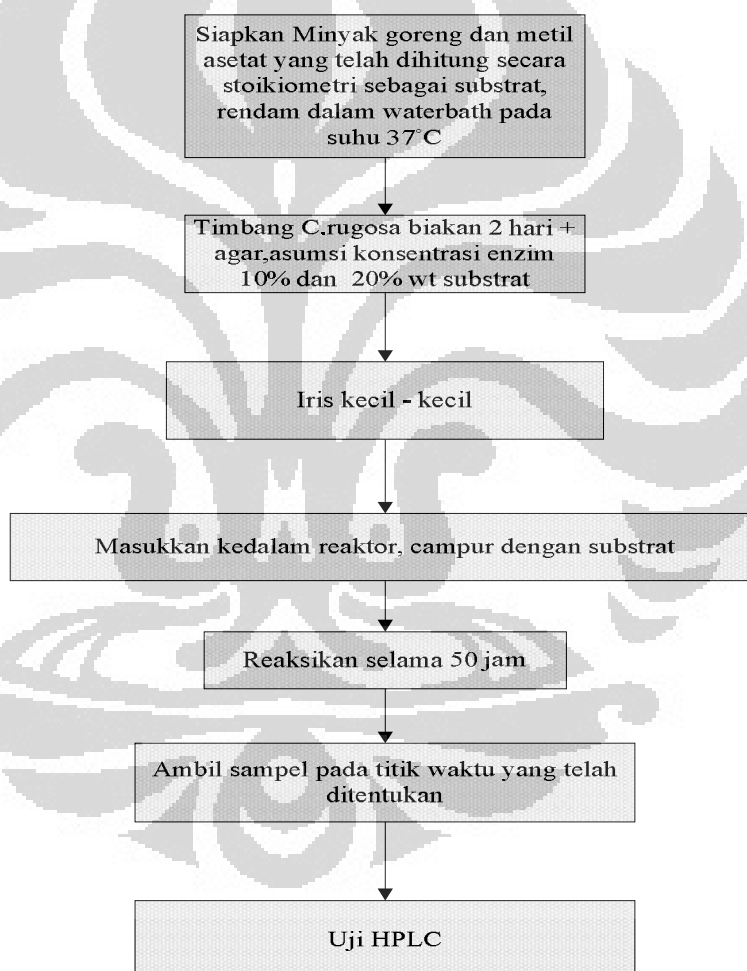 Siapkan Minyak goreng dan metil
asetat yang telah dihitung secara
stoikiometri sebagai substrat,
rendam dalam waterbath pada
suhu 37°C
Timbang C.rugosa biakan 2 hari +
agar,asumsi konsentrasi enzim
10% dan 20% wt substrat
Iris kecil - kecil
Masukkan kedalam reaktor, campur dengan substrat
Reaksikan selama 50 jam
Ambil sampel pada titik waktu yang telah
ditentukan
Uji HPLC